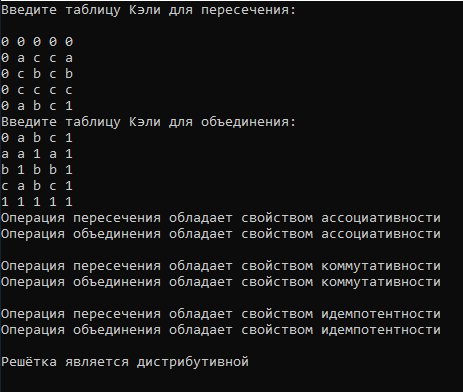 Введите таблицу Кэли для пересечения:
0 0 0 0 0
0 a c c a
0 c b c b
0 c c c c
0 a b c 1
Введите таблицу Кэли для объединения:
0 a b c 1
a a 1 a 1
b 1 b b 1
c a b c 1
1 1 1 1 1
Операция пересечения обладает свойством ассоциативности
Операция объединения обладает свойством ассоциативности
Операция пересечения обладает свойством коммутативности
Операция объединения обладает свойством коммутативности
Операция пересечения обладает свойством идемпотентности
Операция объединения обладает свойством идемпотентности
Решётка является дистрибутивной